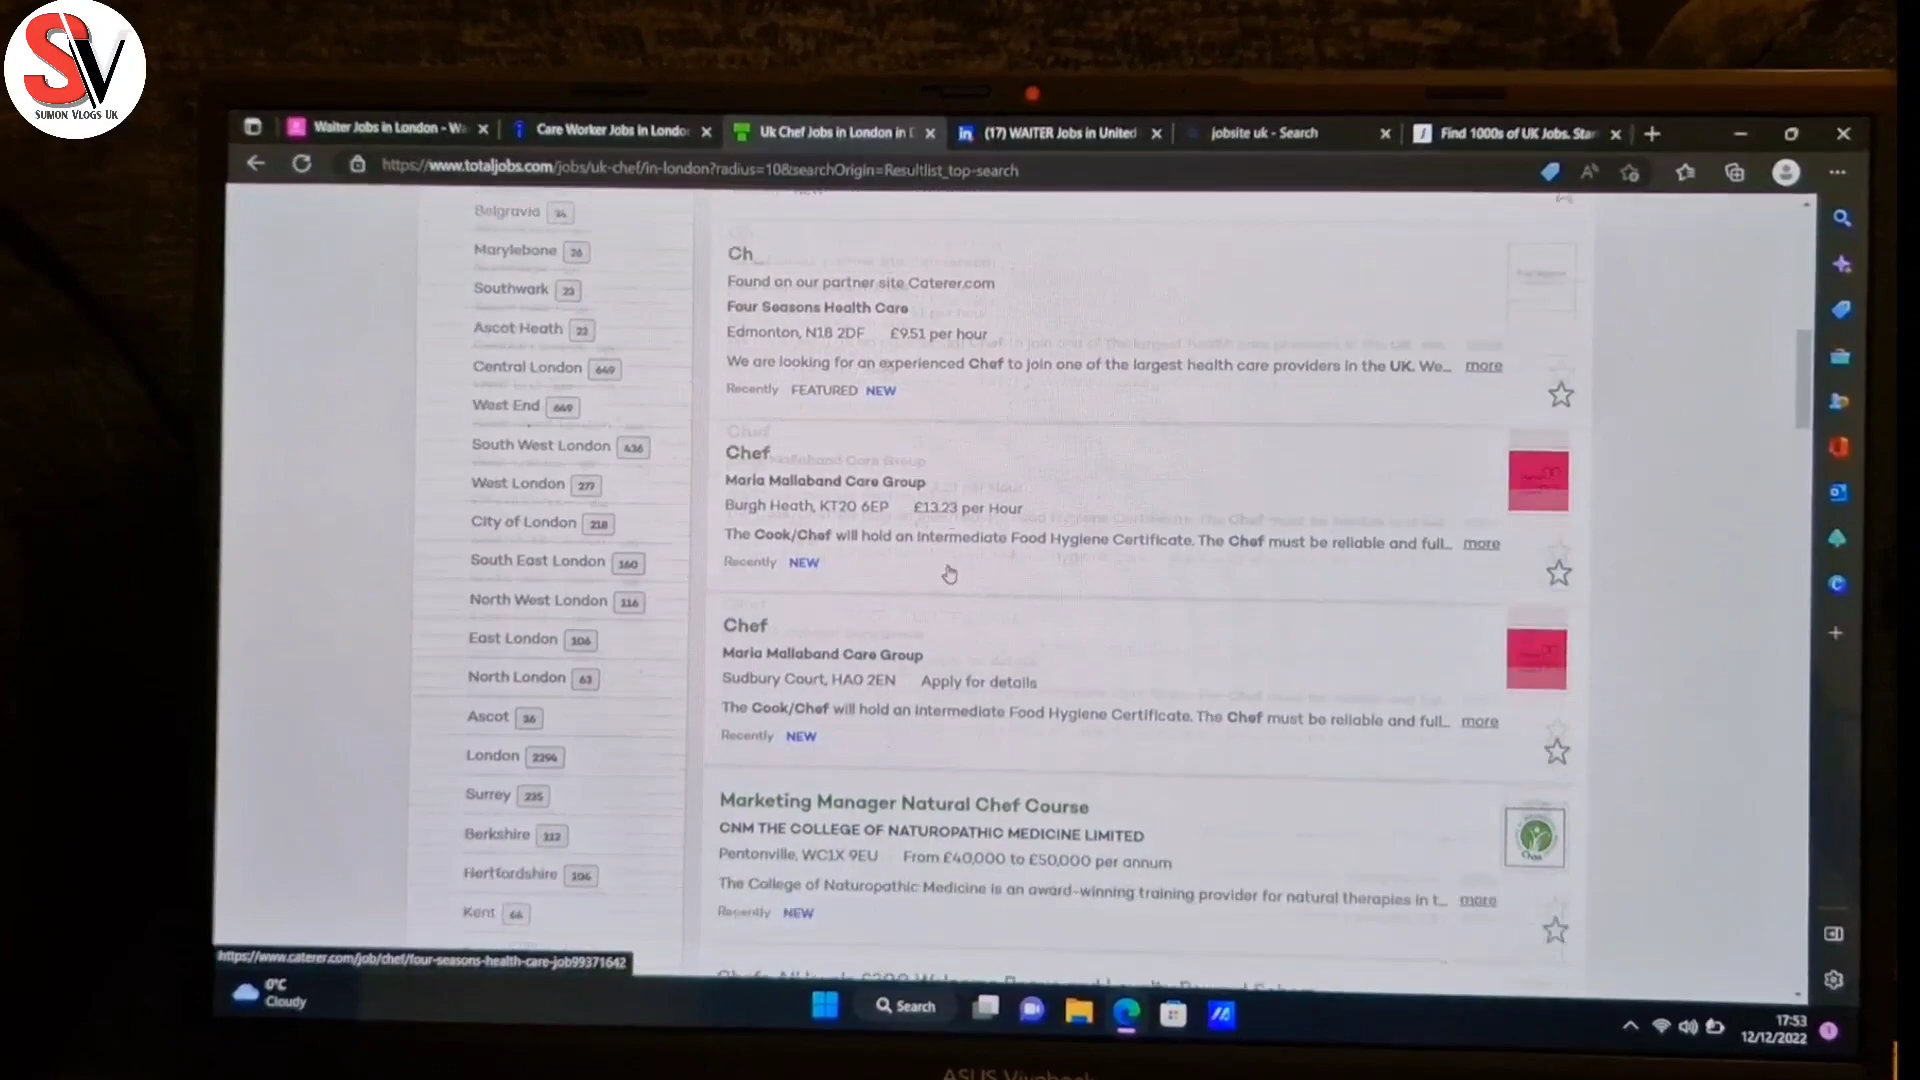 SV
SUMON VLOGS UK
Waiter Jobs in London - Wa
Care Worker Jobs in Londo
Uk Chef Jobs in London in
(17) WAITER Jobs in United
jobsite uk - Search
Find 1000s of UK Jobs. Star
https://www.totaljobs.com/jobs/uk-chef/in-london?radius=10&searchOrigin=Resultlist_top-search
Belgravia
Marylebone 26
Southwark 23
Ascot Heath 22
Central London 649
West End 649
South West London 436
West London 277
City of London 218
South East London 160
North West London 116
East London 106
North London 63
Ascot 36
London 2294
Surrey 235
Berkshire 112
Hertfordshire 106
Kent 66
Ch
Found on our partner site Caterer.com
Four Seasons Health Care
Edmonton, N18 2DF £9.51 per hour
We are looking for an experienced Chef to join one of the largest health care providers in the UK. We... more
Recently FEATURED NEW
Chef
Maria Mallaband Care Group
Burgh Heath, KT20 6EP £13.23 per Hour
The Cook/Chef will hold an Intermediate Food Hygiene Certificate. The Chef must be reliable and full... more
Recently NEW
Chef
Maria Mallaband Care Group
Sudbury Court, HA0 2EN Apply for details
The Cook/Chef will hold an Intermediate Food Hygiene Certificate. The Chef must be reliable and full... more
Recently NEW
Marketing Manager Natural Chef Course
CNM THE COLLEGE OF NATUROPATHIC MEDICINE LIMITED
Pentonville, WC1X 9EU From £40,000 to £50,000 per annum
The College of Naturopathic Medicine is an award-winning training provider for natural therapies in t... more
Recently NEW
CNM
https://www.caterer.com/job/chef/four-seasons-health-care-job99371642
0°C
Cloudy
Search
17:53
12/12/2022
1
ASUS Vivobook